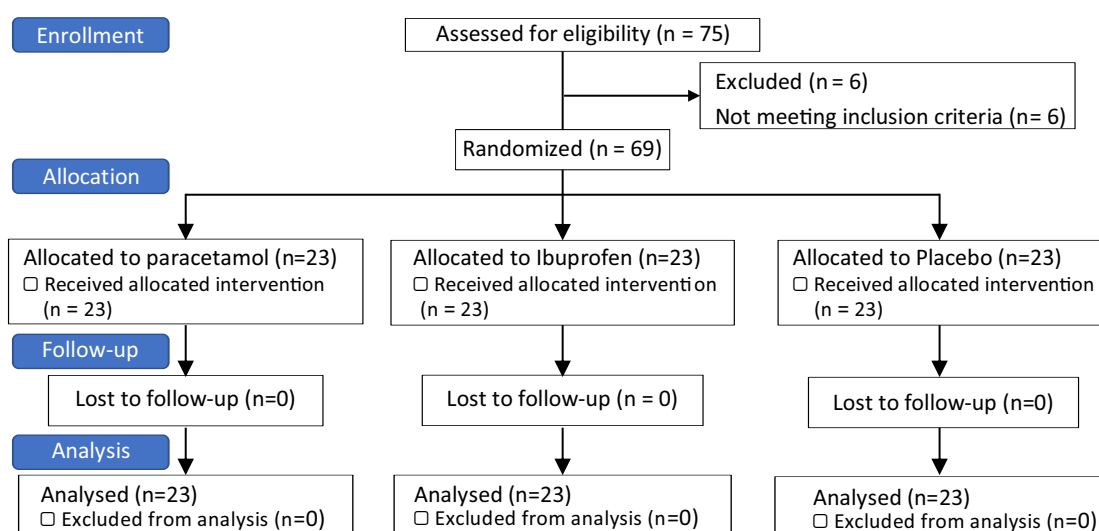 Enrollment
Assessed for eligibility (n = 75)
Excluded (n = 6)
Not meeting inclusion criteria (n= 6)
Randomized (n = 69)
Allocation
Allocated to paracetamol (n=23)
▢ Received allocated intervention
(n = 23)
Allocated to Ibuprofen (n=23)
▢ Received allocated intervention
(n = 23)
Allocated to Placebo (n=23)
▢ Received allocated intervention
(n = 23)
Follow-up
Lost to follow-up (n=0)
Lost to follow-up (n = 0)
Lost to follow-up (n=0)
Analysis
Analysed (n=23)
▢ Excluded from analysis (n=0)
Analysed (n=23)
▢ Excluded from analysis (n=0)
Analysed (n=23)
▢ Excluded from analysis (n=0)